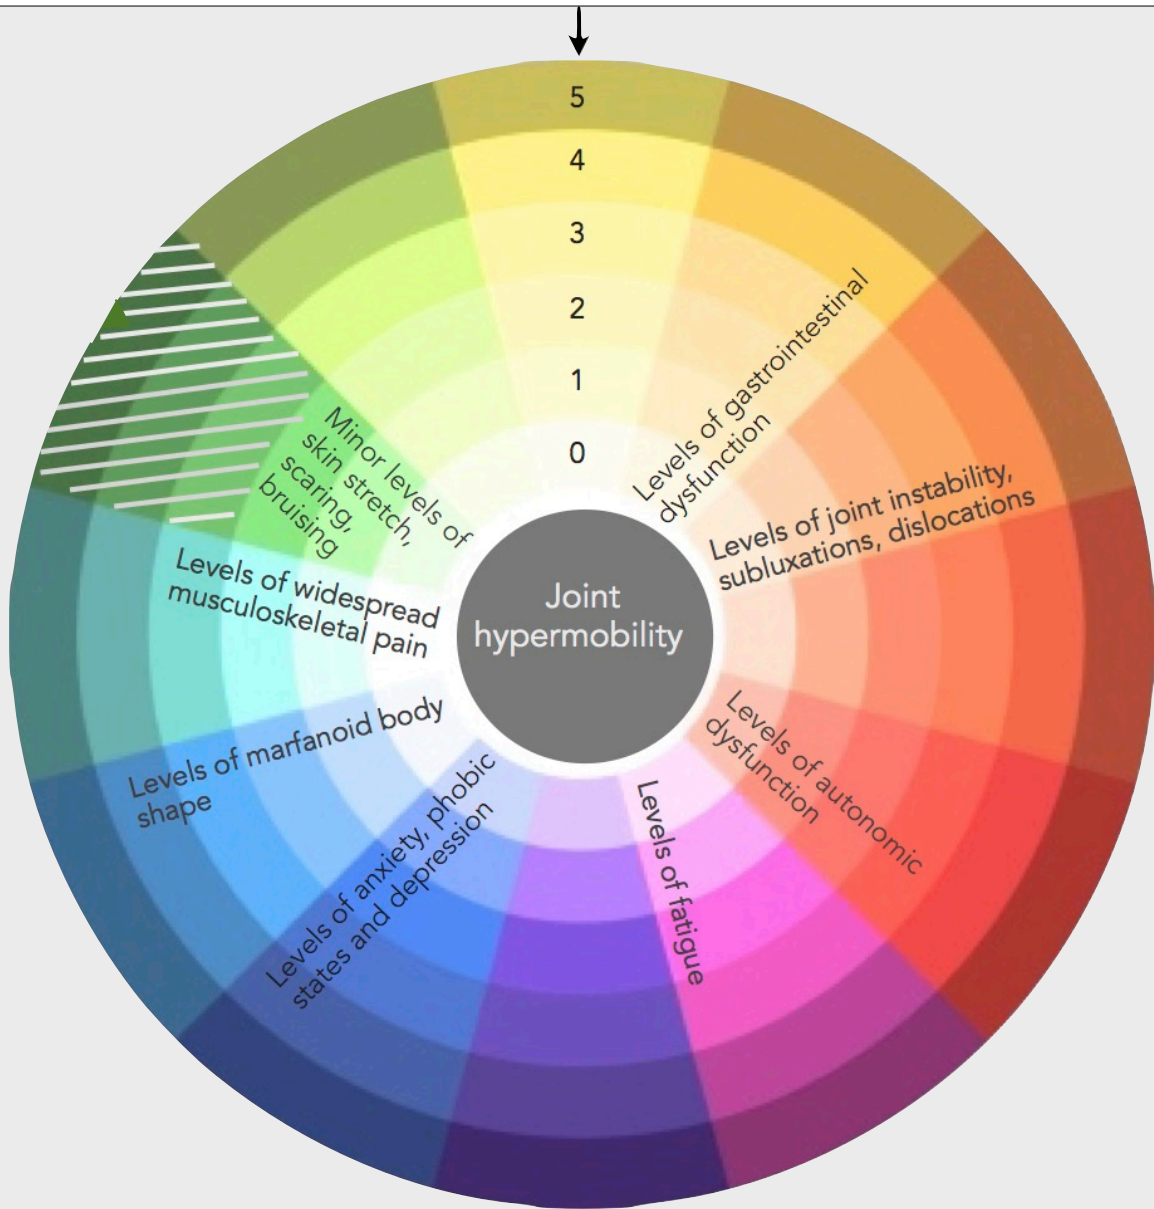 5
4
3
2
1
0
Joint
hypermobility
Levels of gastrointestinal
dysfunction
Levels of joint instability,
subluxations, dislocations
Levels of autonomic
dysfunction
Levels of fatigue
Levels of anxiety, phobic
states and depression
Levels of marfanoid body
shape
Levels of widespread
musculoskeletal pain
Minor levels of
skin stretch,
scaring,
bruising